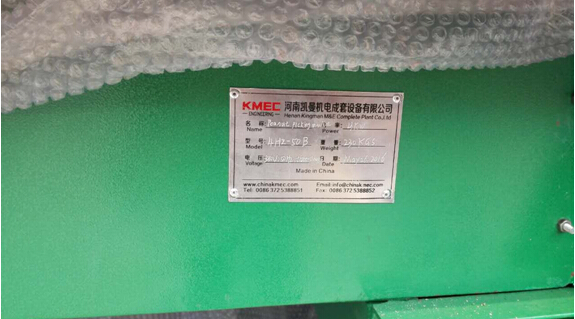 KMEC 河南凯曼机电成套设备有限公司
ENGINEERING Henan Kingman M&E Complete Plant Co.,Ltd
名称
Name Power
型号 重量
Model Weight 230KGS
电压 日期
Voltage Date
Made in China
www.chinakmec.com Email:info@chinakmec.com
Tel: 0086 372 5388851 Fax: 0086 372 5388852